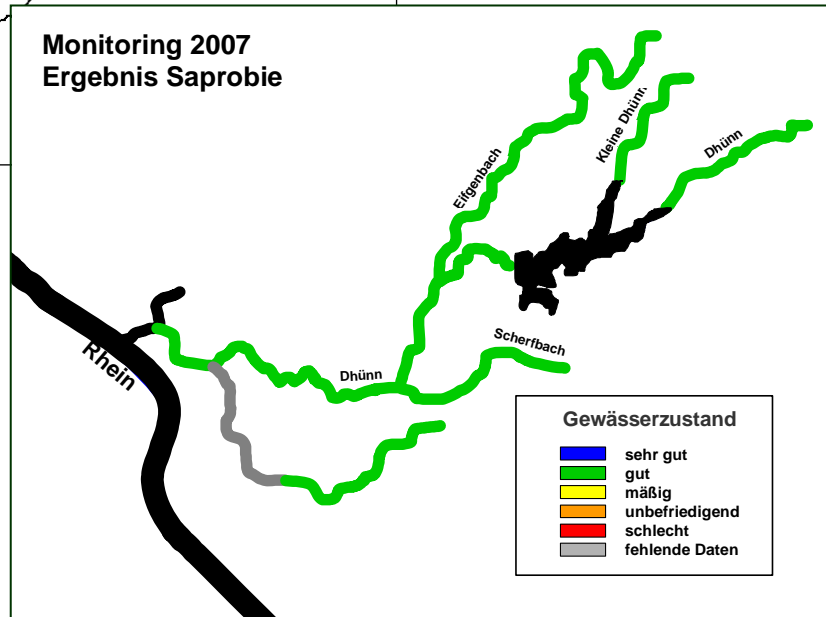 Monitoring 2007
Ergebnis Saprobie
Kleine Dhünn
Dhünn
Eifgenbach
Rhein
Scherfbach
Dhünn
Gewässerzustand
sehr gut
gut
mäßig
unbefriedigend
schlecht
fehlende Daten